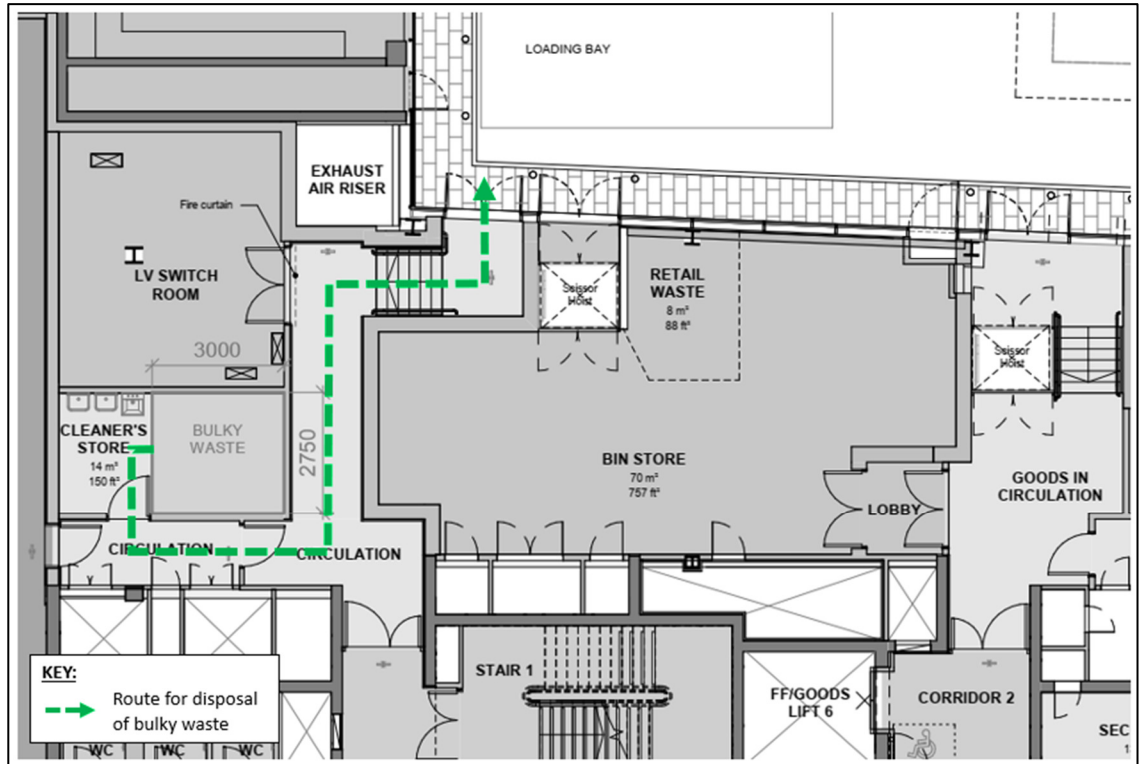 LOADING BAY
EXHAUST
AIR RISER
Fire curtain
LV SWITCH
ROOM
RETAIL
WASTE
8 m²
88 ft²
Scissor
Hoist
Scissor
Hoist
3000
CLEANER'S
STORE
14 m²
150 ft²
BULKY
WASTE
2750
BIN STORE
70 m²
757 ft²
LOBBY
GOODS IN
CIRCULATION
CIRCULATION
CIRCULATION
KEY:
Route for disposal
of bulky waste
STAIR 1
FF/GOODS
LIFT 6
CORRIDOR 2
SEC
WC
WC
WC